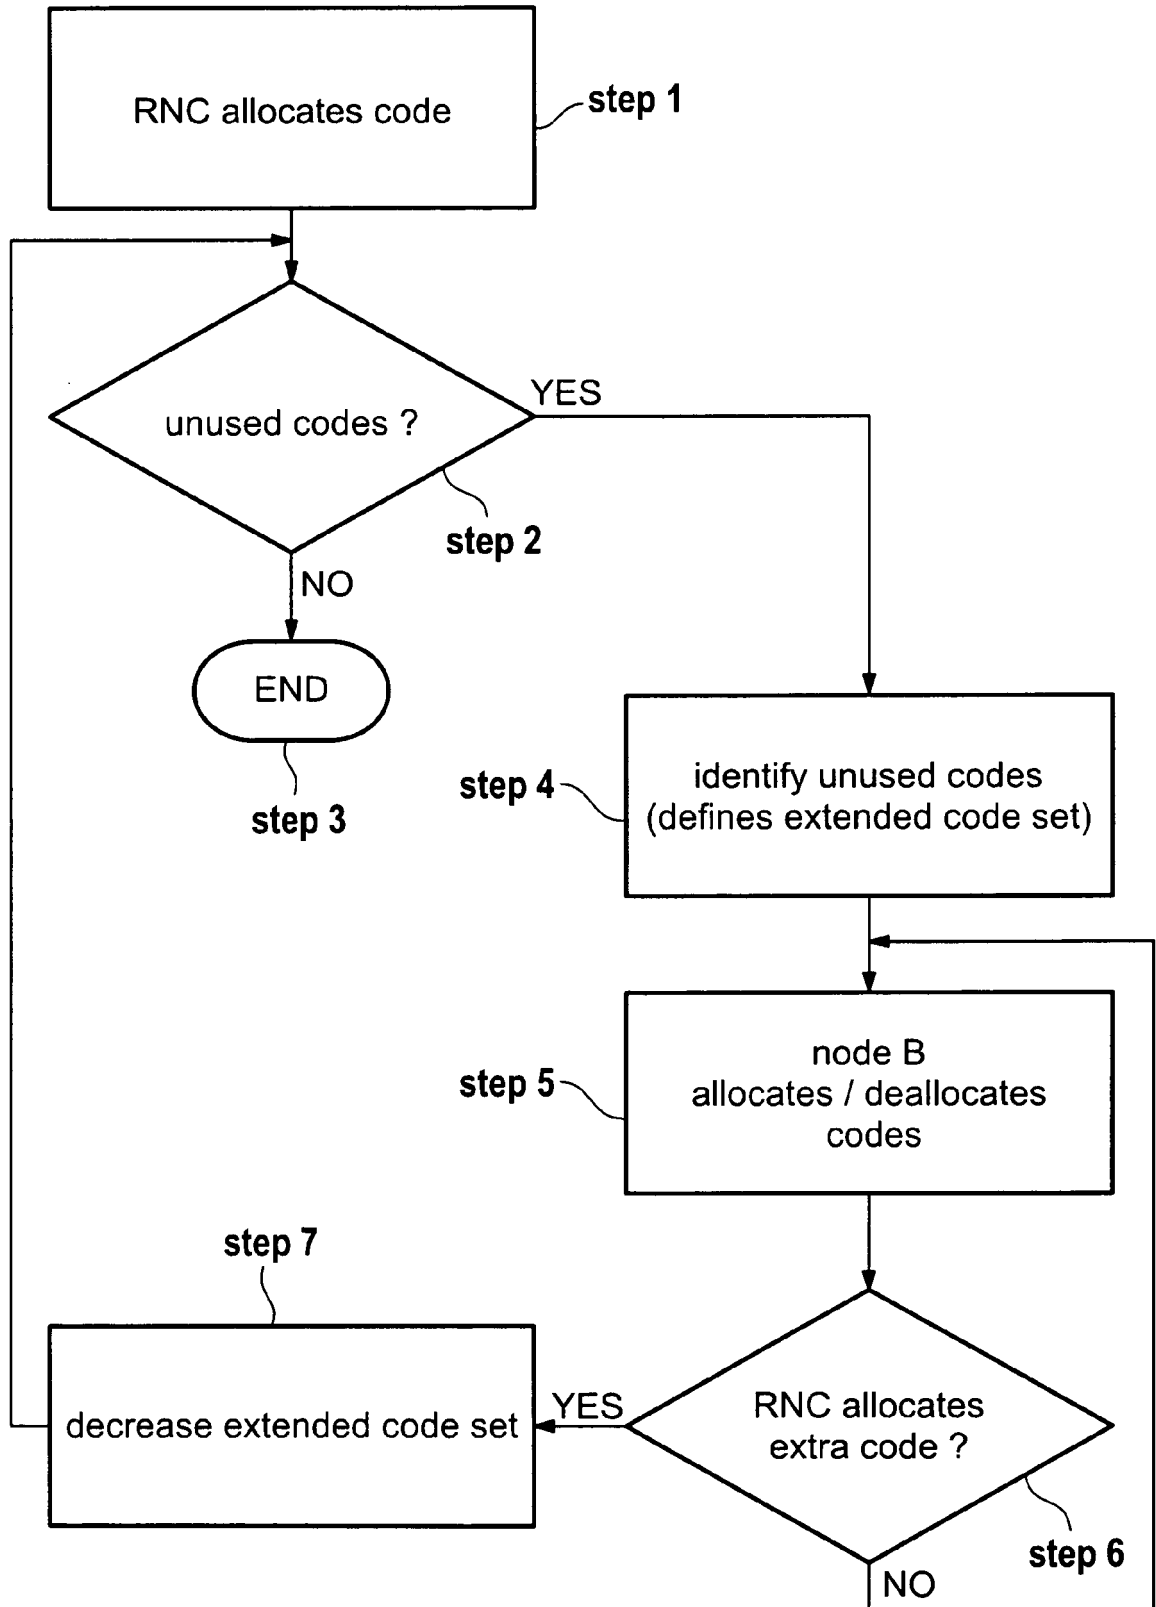 RNC allocates code
step 1
unused codes ?
YES
step 2
NO
END
step 3
step 4
identify unused codes
(defines extended code set)
step 5
node B
allocates / deallocates
codes
step 7
decrease extended code set
YES
RNC allocates
extra code ?
step 6
NO